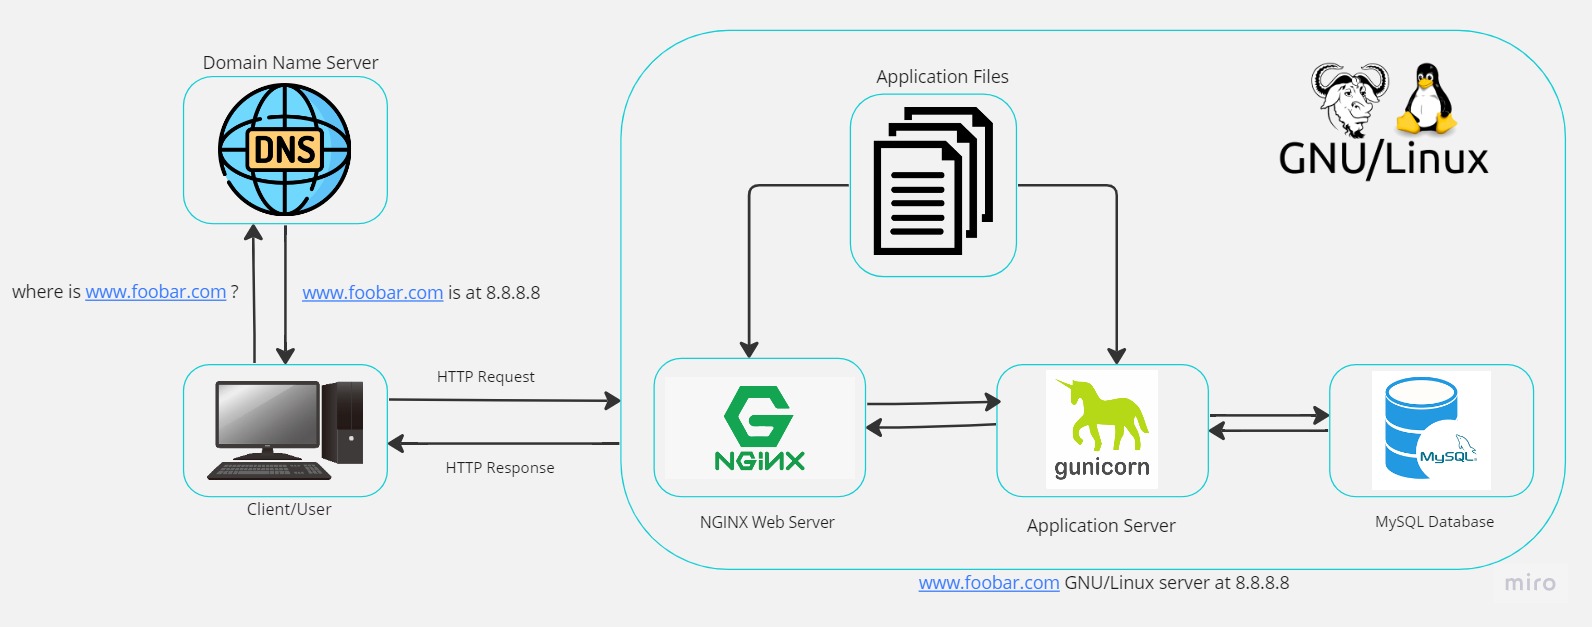 Domain Name Server
DNS
where is www.foobar.com ?
www.foobar.com is at 8.8.8.8
Client/User
HTTP Request
HTTP Response
Application Files
GNU/Linux
NGiNX
NGINX Web Server
gunicorn
Application Server
MySQL
MySQL Database
www.foobar.com GNU/Linux server at 8.8.8.8
miro